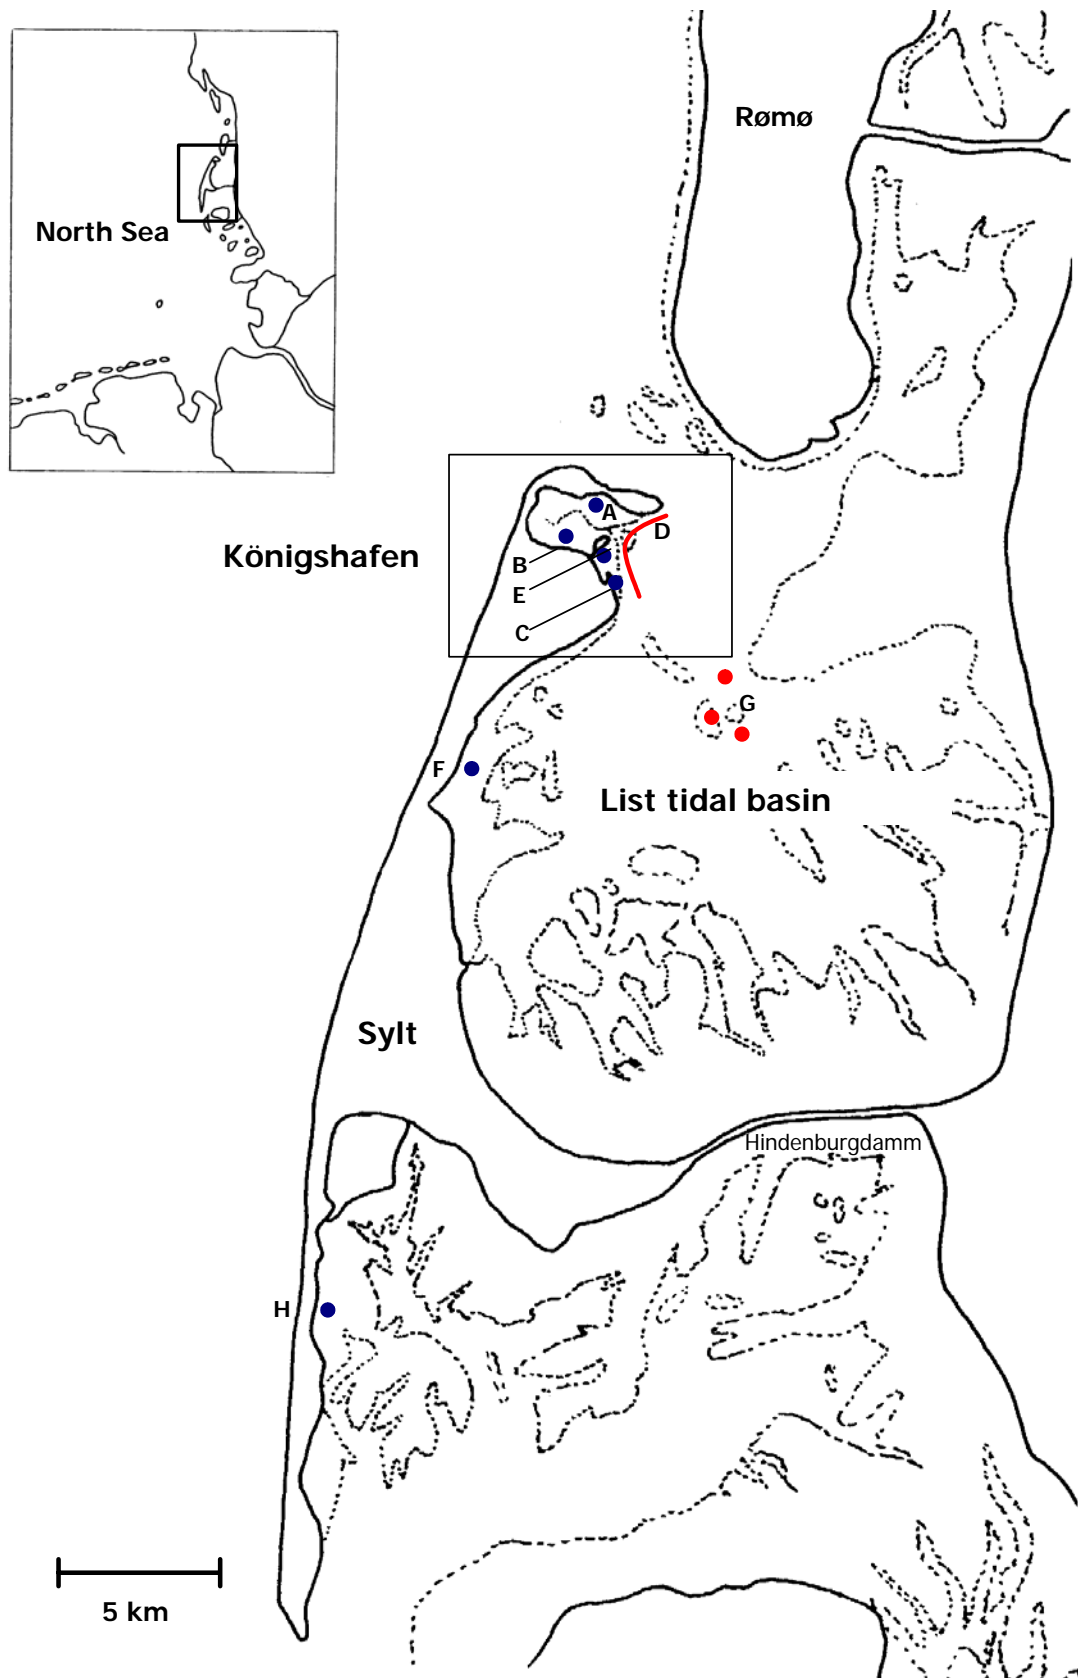 Rømø
North Sea
A
D
Königshafen
B
E
C
G
F
List tidal basin
Sylt
Hindenburgdamm
H
5 km